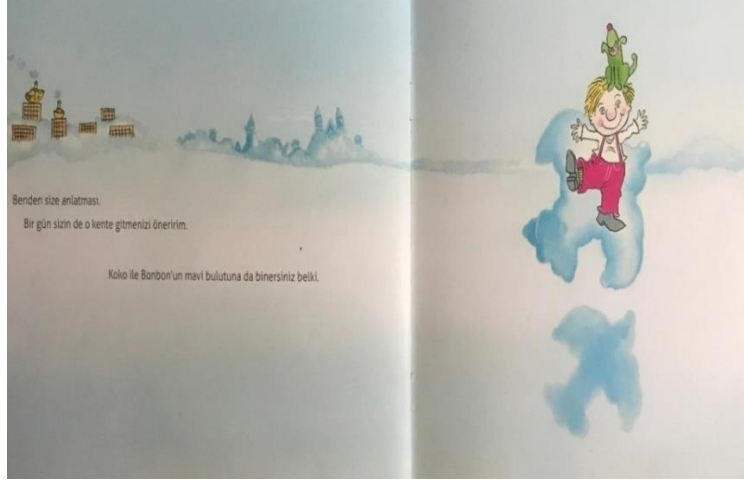 Benden size anlatması.
Bir gün sizin de o kente gitmenizi öneririm.
Koko ile Bonbon'un mavi bulutuna da binersiniz belki.